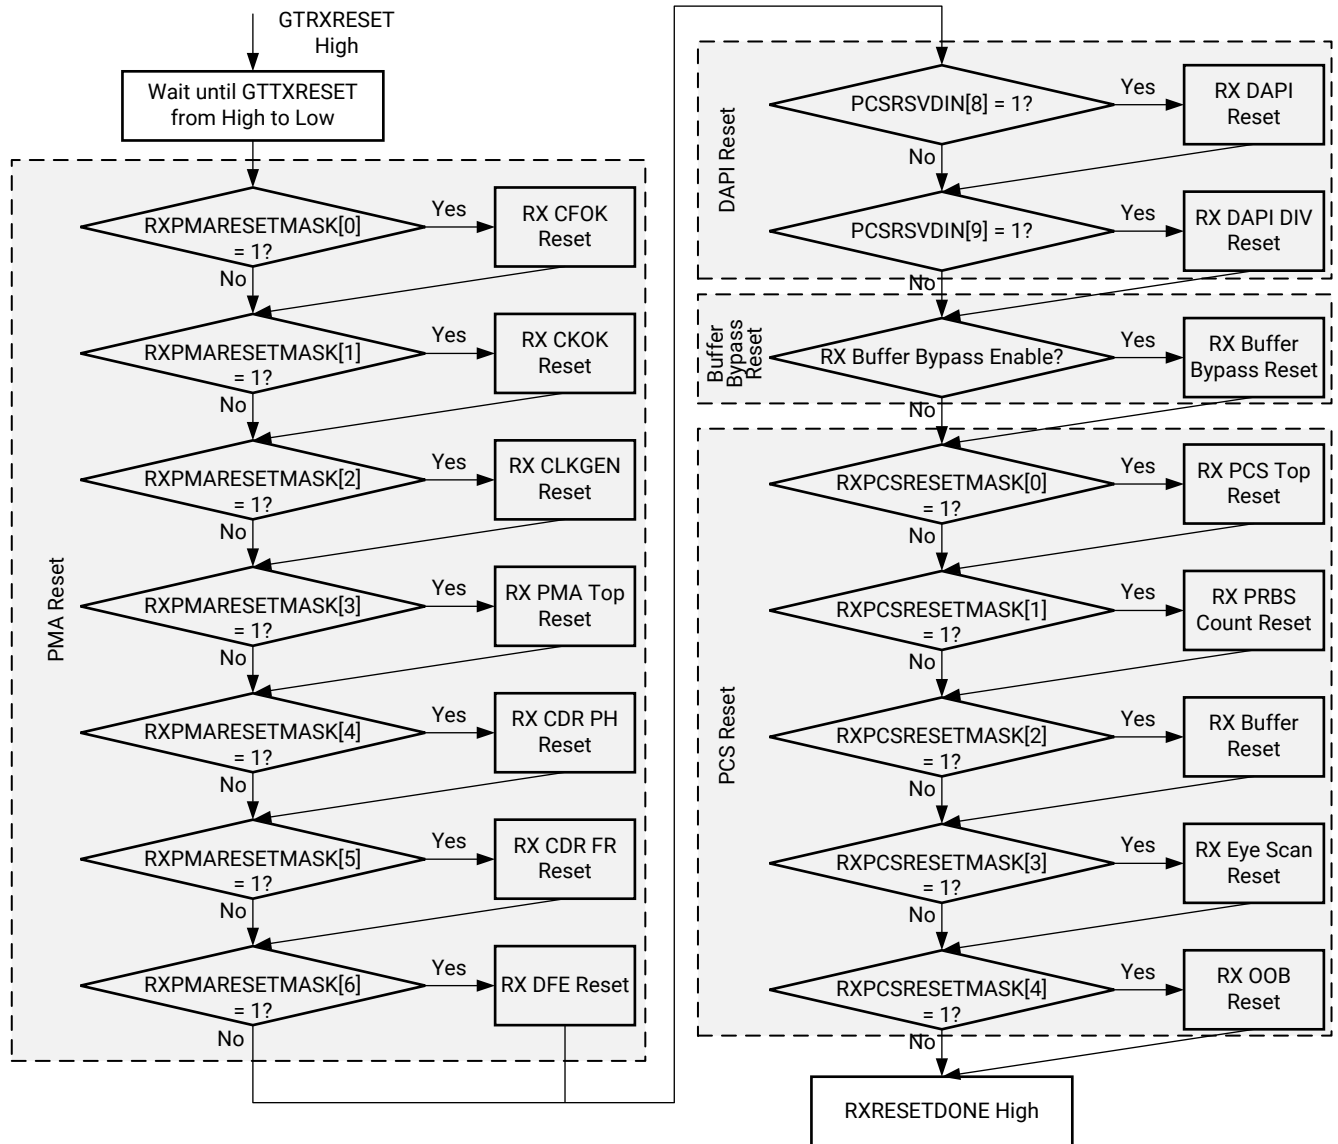 GTRXRESET
High
Wait until GTTXRESET
from High to Low
PMA Reset
RXPMARESETMASK[0]
= 1?
Yes
RX CFOK
Reset
No
RXPMARESETMASK[1]
= 1?
Yes
RX CKOK
Reset
No
RXPMARESETMASK[2]
= 1?
Yes
RX CLKGEN
Reset
No
RXPMARESETMASK[3]
= 1?
Yes
RX PMA Top
Reset
No
RXPMARESETMASK[4]
= 1?
Yes
RX CDR PH
Reset
No
RXPMARESETMASK[5]
= 1?
Yes
RX CDR FR
Reset
No
RXPMARESETMASK[6]
= 1?
Yes
RX DFE Reset
No
DAPI Reset
PCSRSVDIN[8] = 1?
Yes
RX DAPI
Reset
No
PCSRSVDIN[9] = 1?
Yes
RX DAPI DIV
Reset
No
Buffer
Bypass
Reset
RX Buffer Bypass Enable?
Yes
RX Buffer
Bypass Reset
No
PCS Reset
RXPCSRESETMASK[0]
= 1?
Yes
RX PCS Top
Reset
No
RXPCSRESETMASK[1]
= 1?
Yes
RX PRBS
Count Reset
No
RXPCSRESETMASK[2]
= 1?
Yes
RX Buffer
Reset
No
RXPCSRESETMASK[3]
= 1?
Yes
RX Eye Scan
Reset
No
RXPCSRESETMASK[4]
= 1?
Yes
RX OOB
Reset
No
RXRESETDONE High